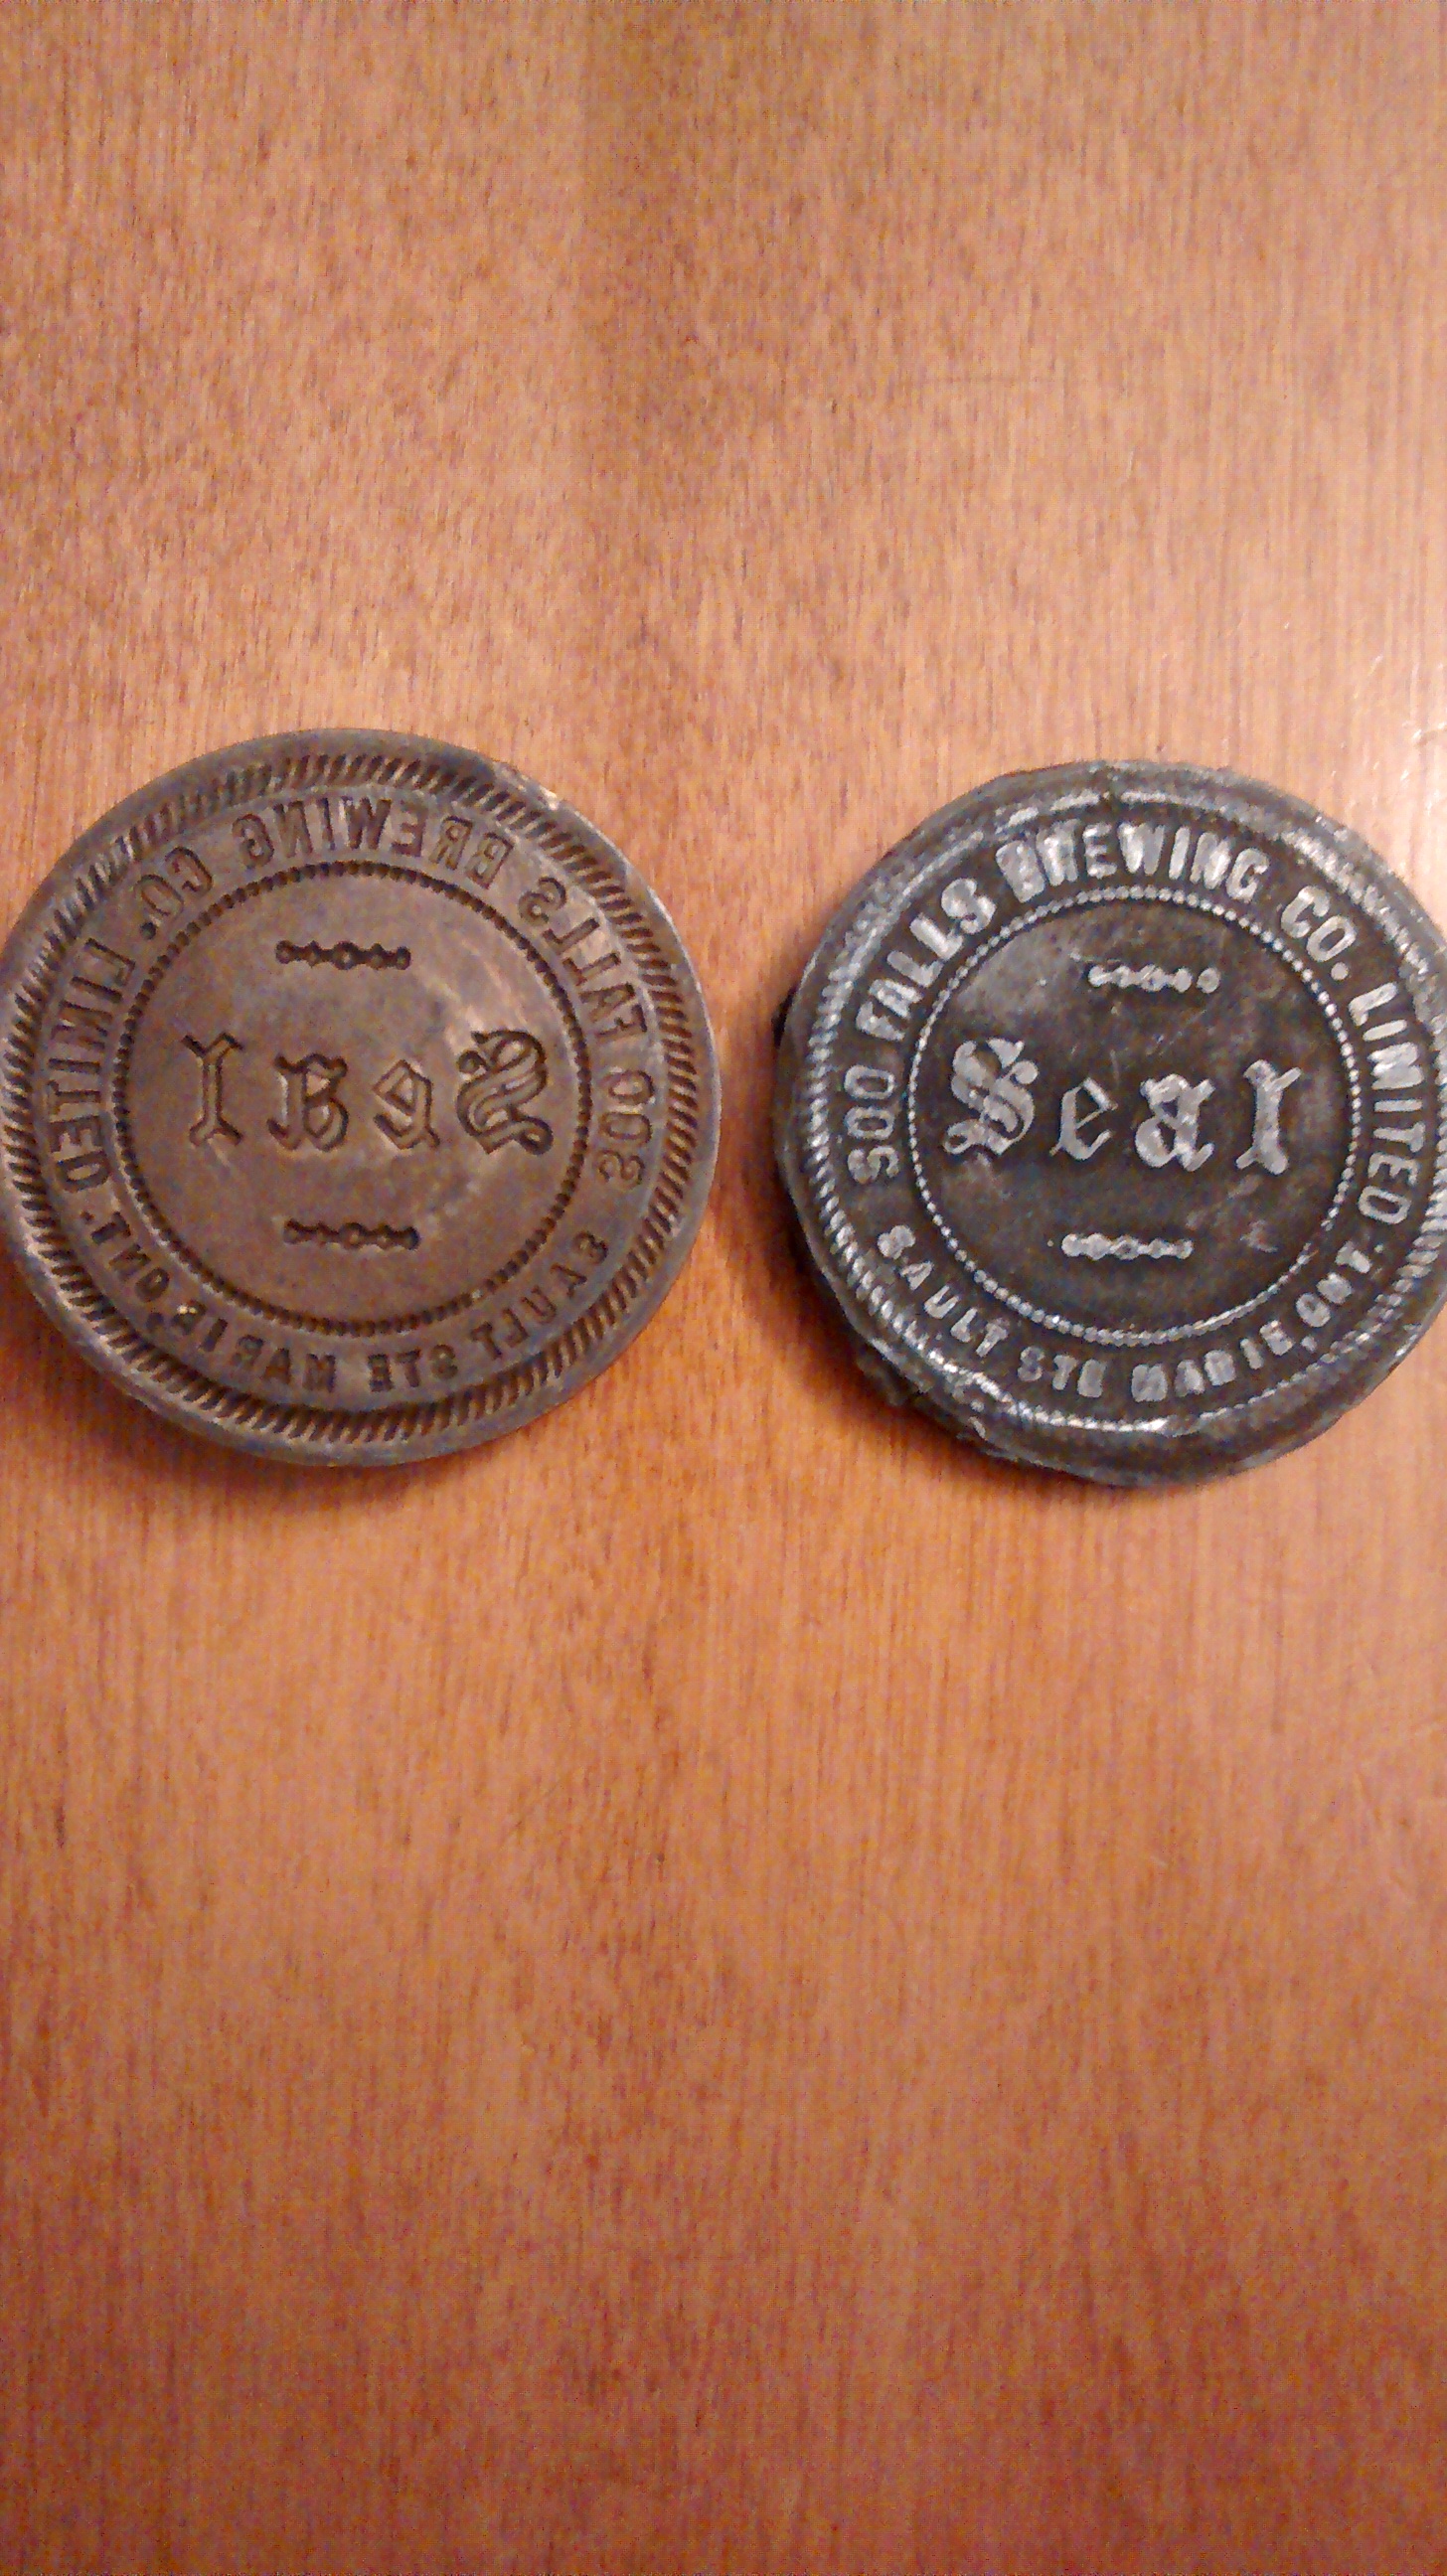 SOO FALLS BREWING CO. LIMITED
Seal
SAULT STE MARIE, ONT.
SOO FALLS BREWING CO. LIMITED
Seal
SAULT STE MARIE, ONT.